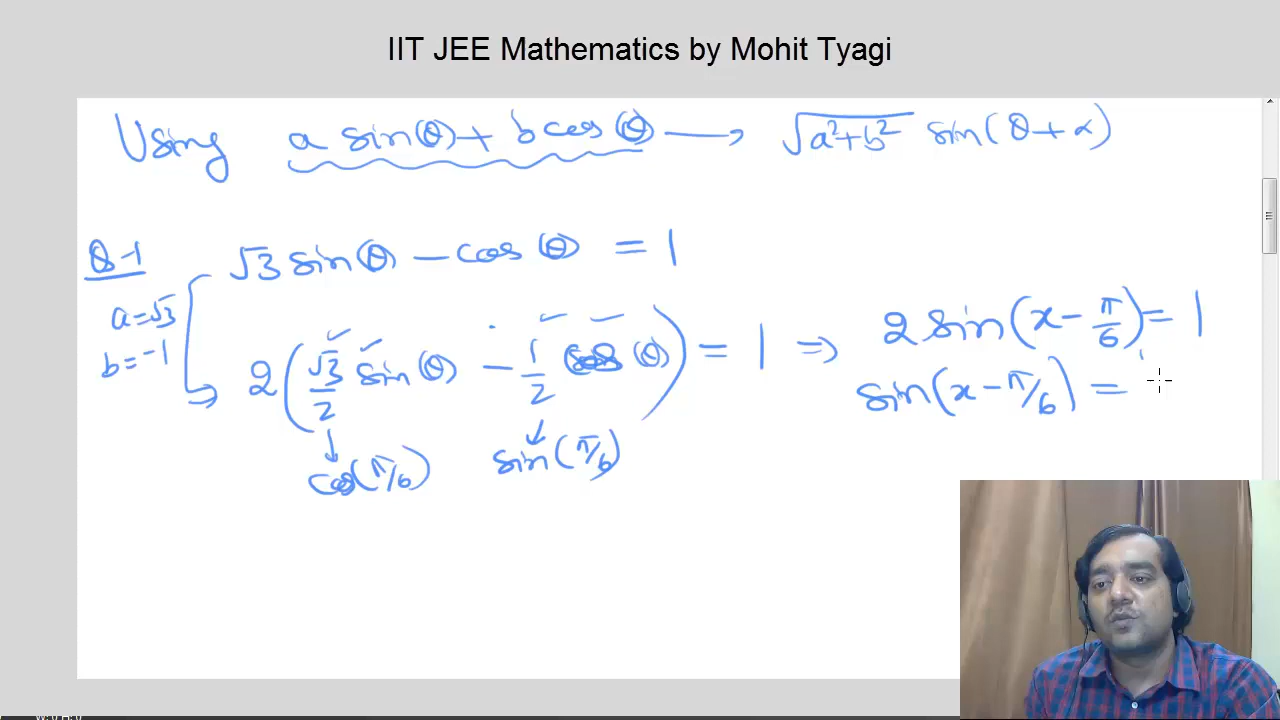 IIT JEE Mathematics by Mohit Tyagi
Using a sin(θ) + b cos(θ) → √a²+b² sin(θ+α)
Q-1 √3 sin(θ) - cos(θ) = 1
a=√3
b=-1
2(√3/2 sin(θ) - 1/2 cos(θ)) = 1 ⇒ 2 sin(x - π/6) = 1
sin(x - π/6) =
cos(π/6) sin(π/6)